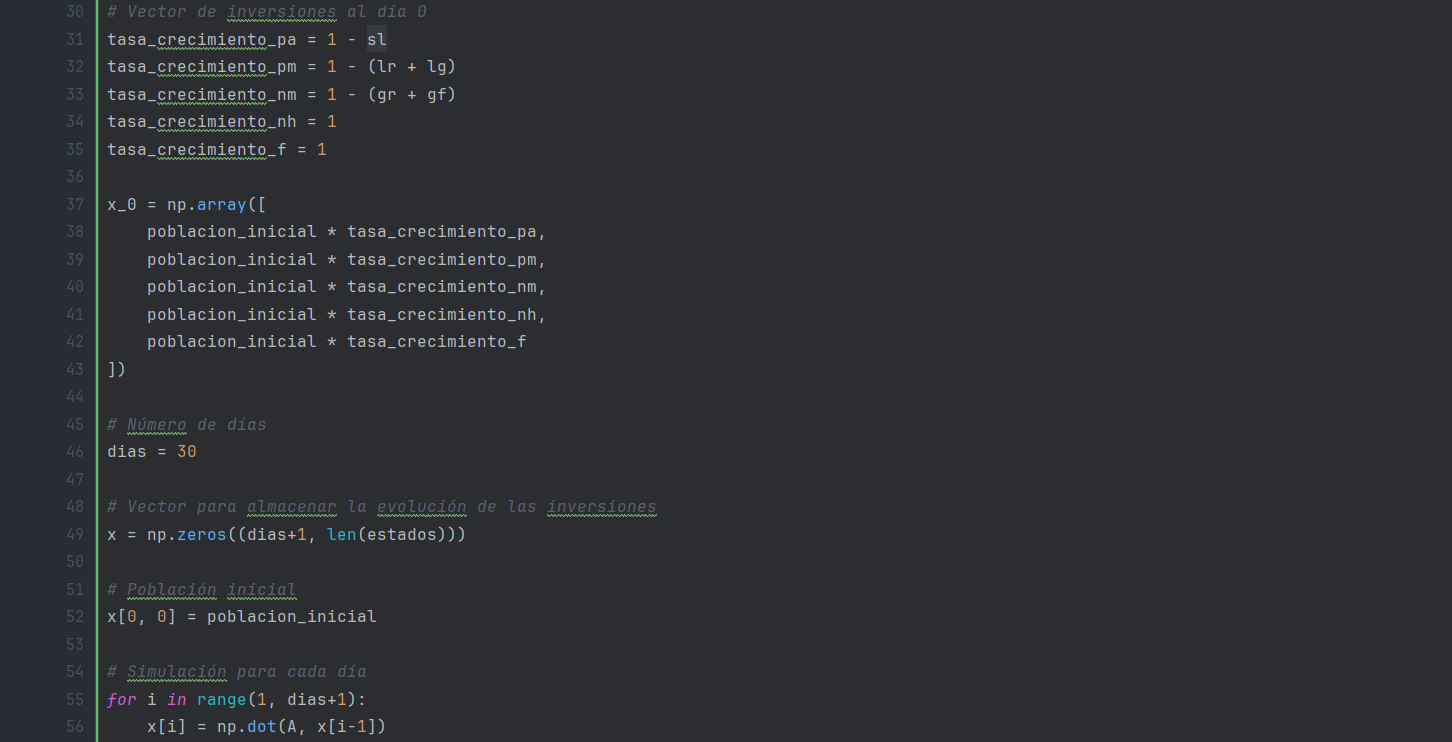 30 # Vector de inversiones al día 0
31 tasa_crecimiento_pa = 1 - sl
32 tasa_crecimiento_pm = 1 - (lr + lg)
33 tasa_crecimiento_nm = 1 - (gr + gf)
34 tasa_crecimiento_nh = 1
35 tasa_crecimiento_f = 1
36
37 x_0 = np.array([
38     poblacion_inicial * tasa_crecimiento_pa,
39     poblacion_inicial * tasa_crecimiento_pm,
40     poblacion_inicial * tasa_crecimiento_nm,
41     poblacion_inicial * tasa_crecimiento_nh,
42     poblacion_inicial * tasa_crecimiento_f
43 ])
44
45 # Número de días
46 dias = 30
47
48 # Vector para almacenar la evolución de las inversiones
49 x = np.zeros((dias+1, len(estados)))
50
51 # Población inicial
52 x[0, 0] = poblacion_inicial
53
54 # Simulación para cada día
55 for i in range(1, dias+1):
56     x[i] = np.dot(A, x[i-1])